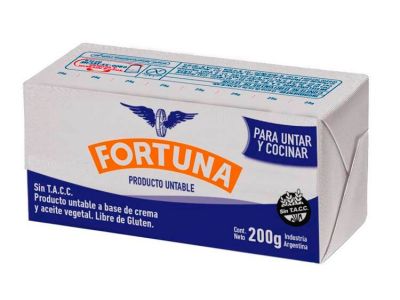 FORTUNA
PRODUCTO UNTABLE
PARA UNTAR
Y COCINAR
Sin T.A.C.C.
Producto untable a base de crema
y aceite vegetal. Libre de Gluten.
Sin T.A.C.C.
Cont.
Neto 200g Industria
Argentina